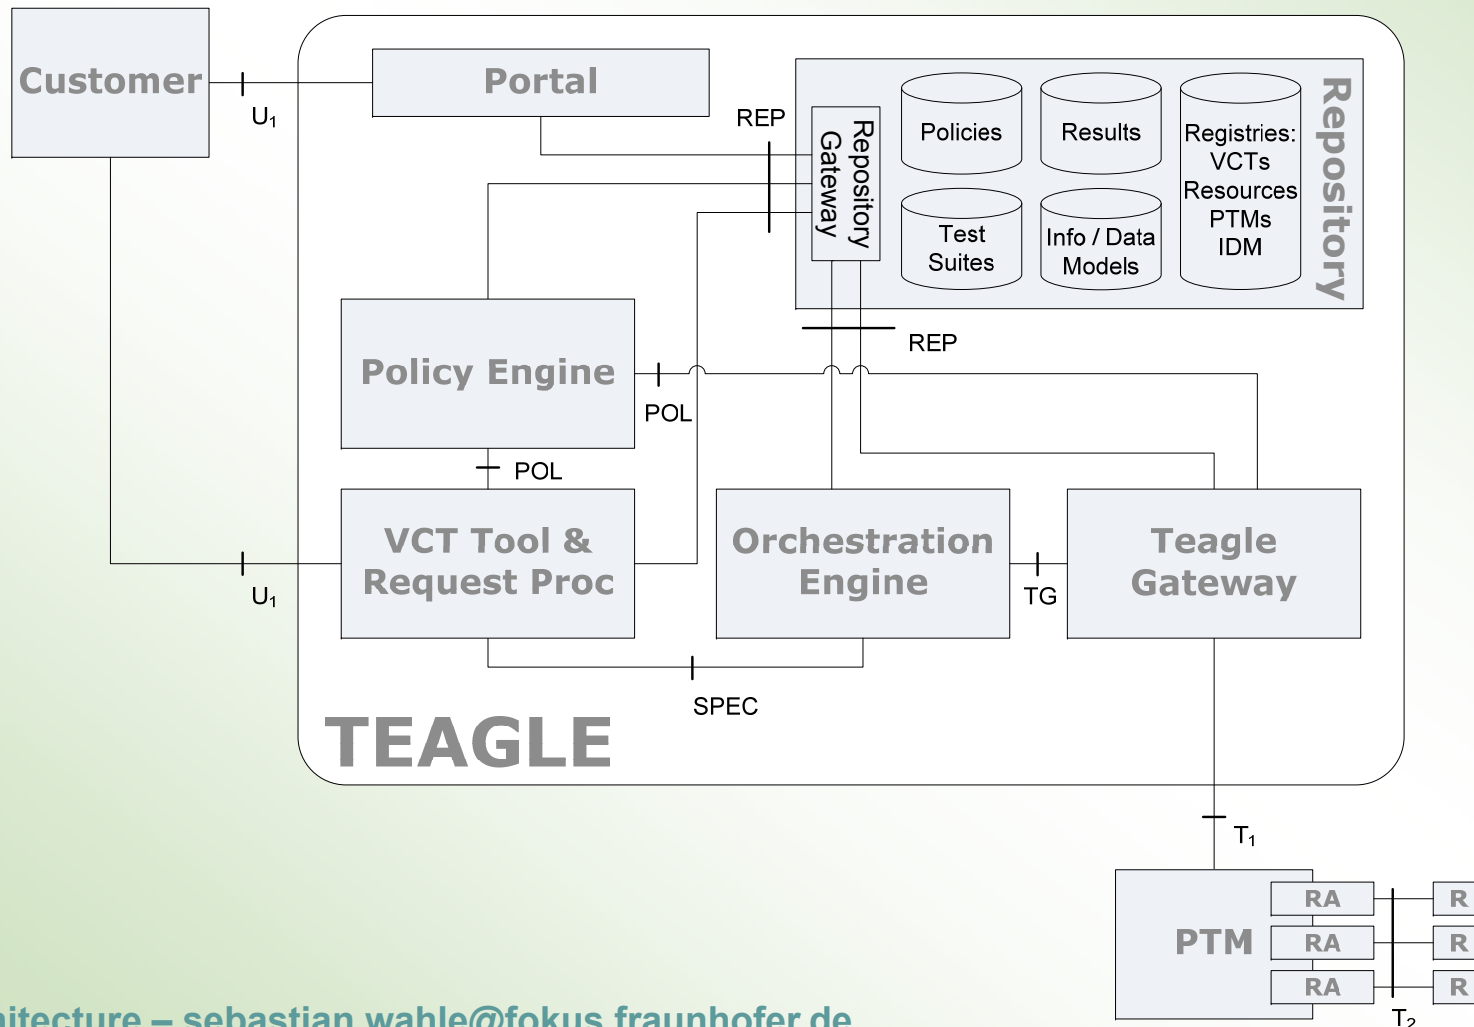 Customer
U₁
Portal
REP
Repository
Gateway
Policies
Results
Registries:
VCTs
Resources
PTMs
IDM
Test
Suites
Info / Data
Models
Repository
REP
Policy Engine
POL
POL
VCT Tool &
Request Proc
U₁
Orchestration
Engine
TG
Teagle
Gateway
SPEC
TEAGLE
T₁
PTM
RA
R
RA
R
RA
R
T₂
hitecture – sebastian.wahle@fokus.fraunhofer.de